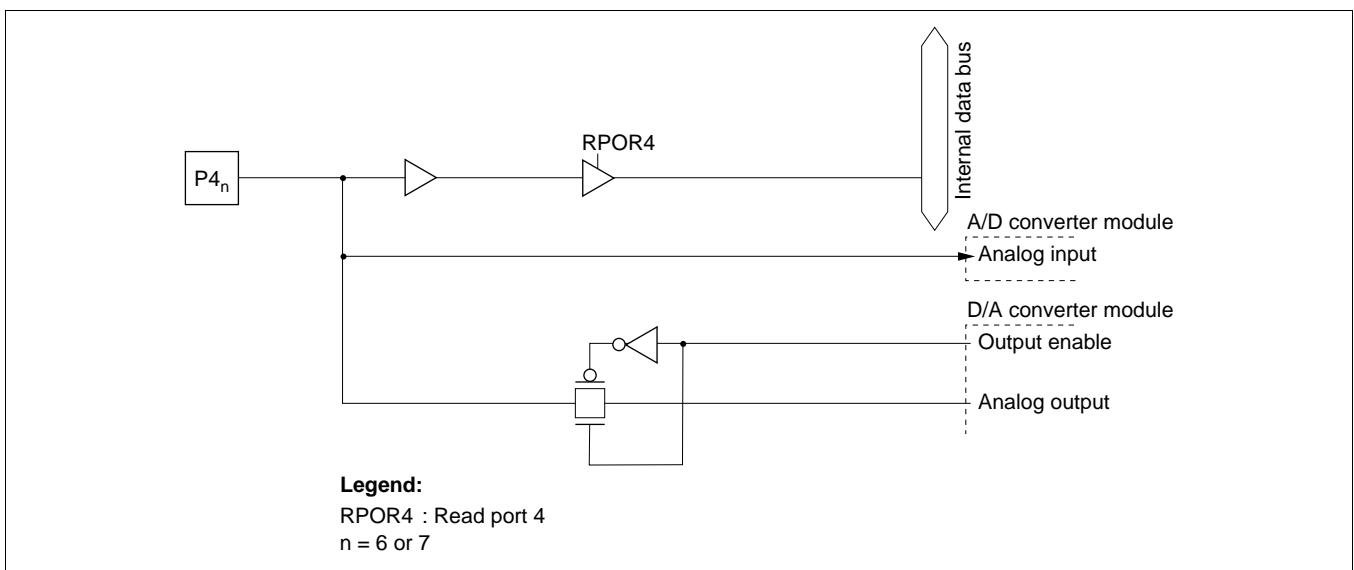 RPOR4
P4n
Internal data bus
A/D converter module
Analog input
D/A converter module
Output enable
Analog output
Legend:
RPOR4 : Read port 4
n = 6 or 7